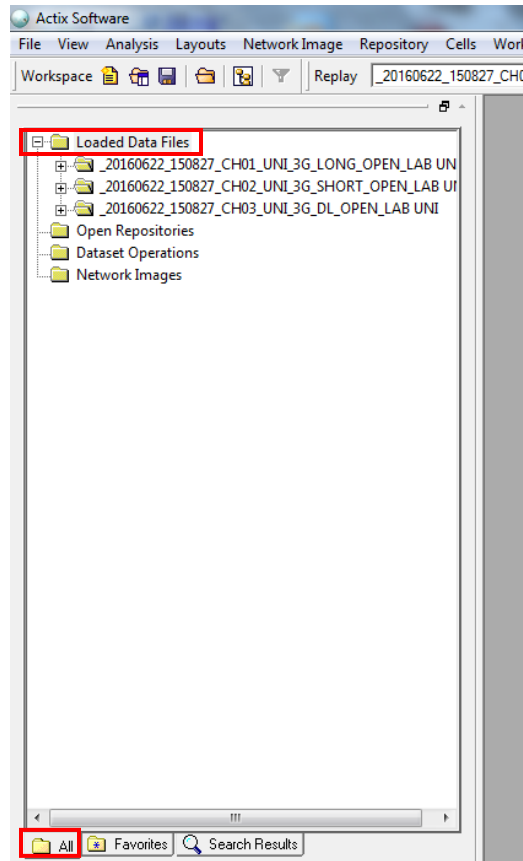 Actix Software
File View Analysis Layouts Network Image Repository Cells Work
Workspace Replay _20160622_150827_CH0
Loaded Data Files
_20160622_150827_CH01_UNI_3G_LONG_OPEN_LAB UN
_20160622_150827_CH02_UNI_3G_SHORT_OPEN_LAB UN
_20160622_150827_CH03_UNI_3G_DL_OPEN_LAB UNI
Open Repositories
Dataset Operations
Network Images
All Favorites Search Results